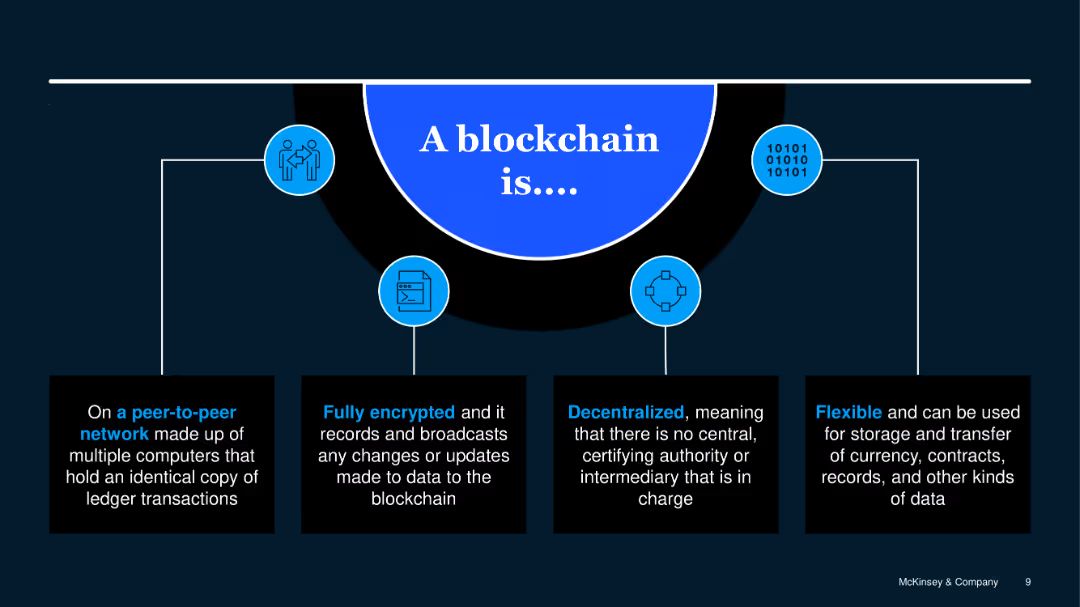 A blockchain
is....
10101
01010
10101
On a peer-to-peer
network made up of
multiple computers that
hold an identical copy of
ledger transactions
Fully encrypted and it
records and broadcasts
any changes or updates
made to data to the
blockchain
Decentralized, meaning
that there is no central,
certifying authority or
intermediary that is in
charge
Flexible and can be used
for storage and transfer
of currency, contracts,
records, and other kinds
of data
McKinsey & Company 9